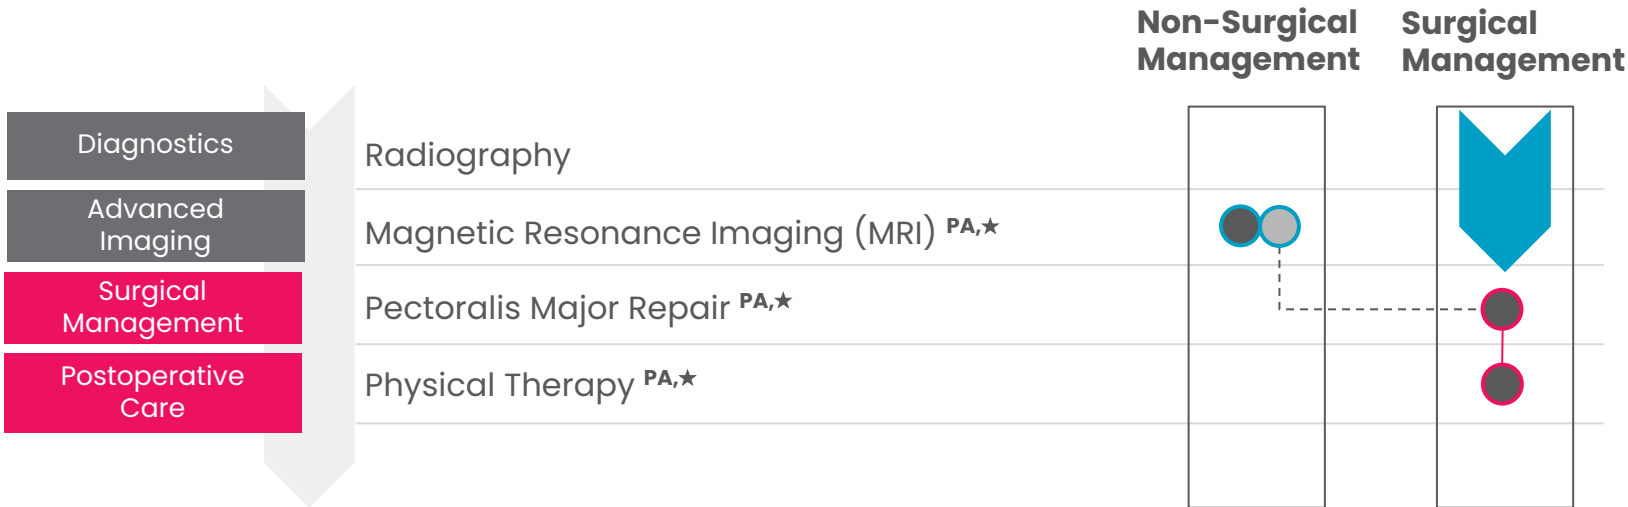 Non-Surgical
Management
Surgical
Management
Diagnostics
Radiography
Advanced
Imaging
Magnetic Resonance Imaging (MRI) PA,★
Surgical
Management
Pectoralis Major Repair PA,★
Postoperative
Care
Physical Therapy PA,★